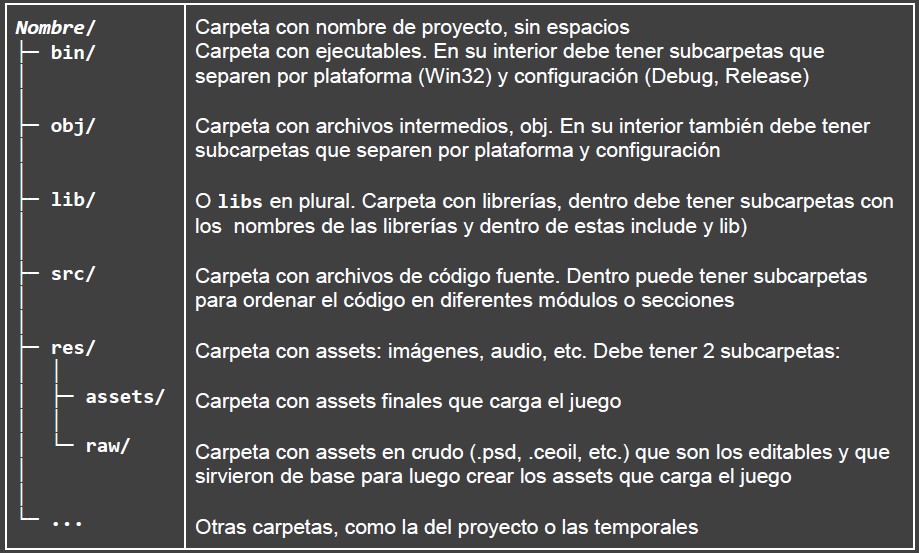 Nombre/ Carpeta con nombre de proyecto, sin espacios
├─ bin/ Carpeta con ejecutables. En su interior debe tener subcarpetas que
separen por plataforma (Win32) y configuración (Debug, Release)
├─ obj/ Carpeta con archivos intermedios, obj. En su interior también debe tener
subcarpetas que separen por plataforma y configuración
├─ lib/ O libs en plural. Carpeta con librerías, dentro debe tener subcarpetas con
los nombres de las librerías y dentro de estas include y lib)
├─ src/ Carpeta con archivos de código fuente. Dentro puede tener subcarpetas
para ordenar el código en diferentes módulos o secciones
├─ res/ Carpeta con assets: imágenes, audio, etc. Debe tener 2 subcarpetas:
├─ assets/ Carpeta con assets finales que carga el juego
└─ raw/ Carpeta con assets en crudo (.psd, .ceoil, etc.) que son los editables y que
sirvieron de base para luego crear los assets que carga el juego
└─ ... Otras carpetas, como la del proyecto o las temporales